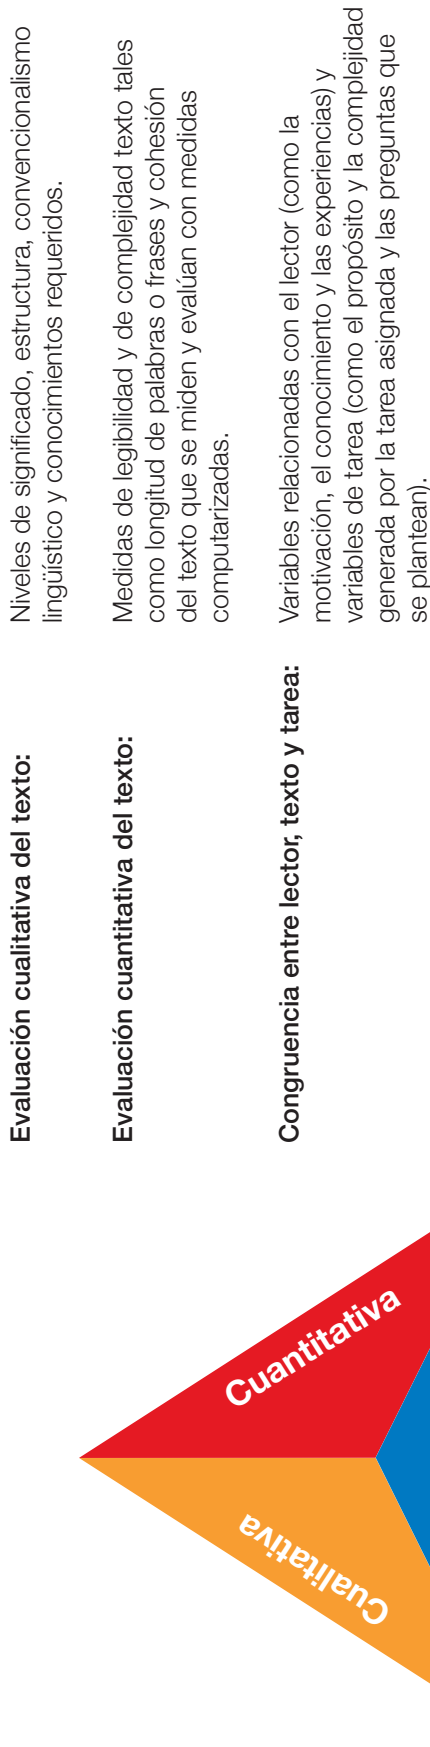 Evaluación cualitativa del texto:
Niveles de significado, estructura, convencionalismo
lingüístico y conocimientos requeridos.
Evaluación cuantitativa del texto:
Medidas de legibilidad y de complejidad texto tales
como longitud de palabras o frases y cohesión
del texto que se miden y evalúan con medidas
computarizadas.
Congruencia entre lector, texto y tarea:
Variables relacionadas con el lector (como la
motivación, el conocimiento y las experiencias) y
variables de tarea (como el propósito y la complejidad
generada por la tarea asignada y las preguntas que
se plantean).
Cualitativa
Cuantitativa